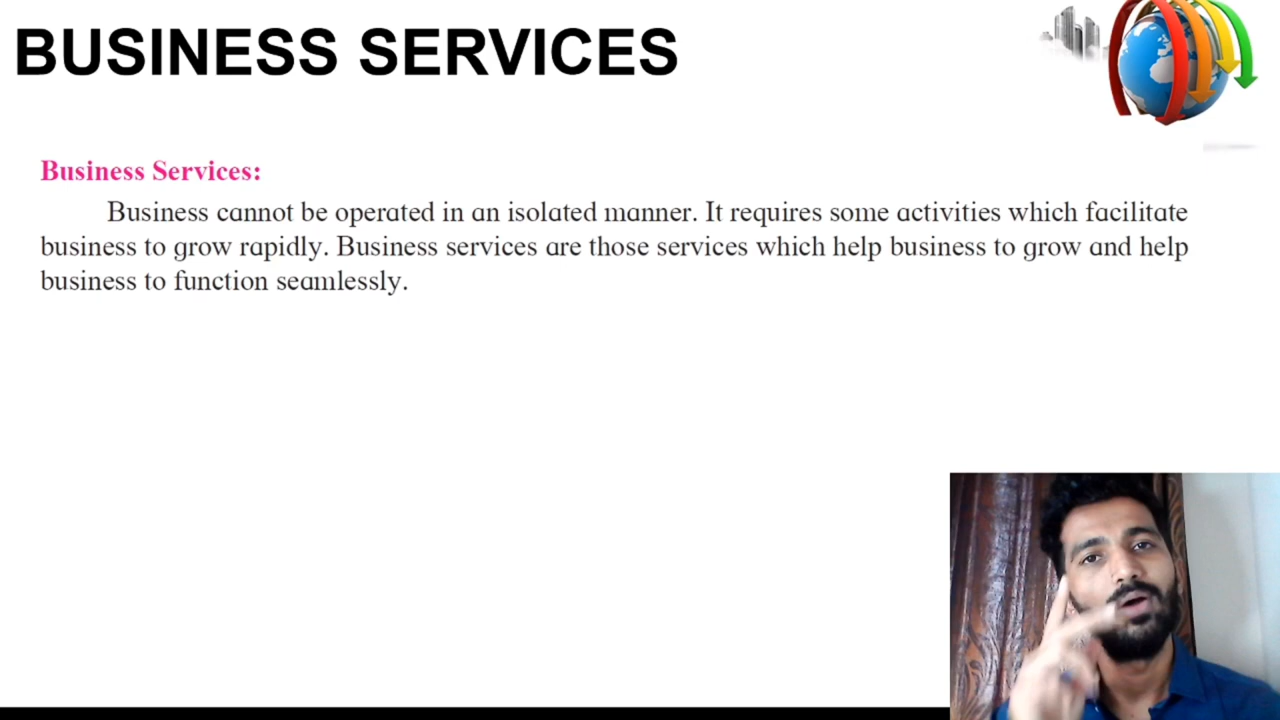 BUSINESS SERVICES
Business Services:
Business cannot be operated in an isolated manner. It requires some activities which facilitate
business to grow rapidly. Business services are those services which help business to grow and help
business to function seamlessly.